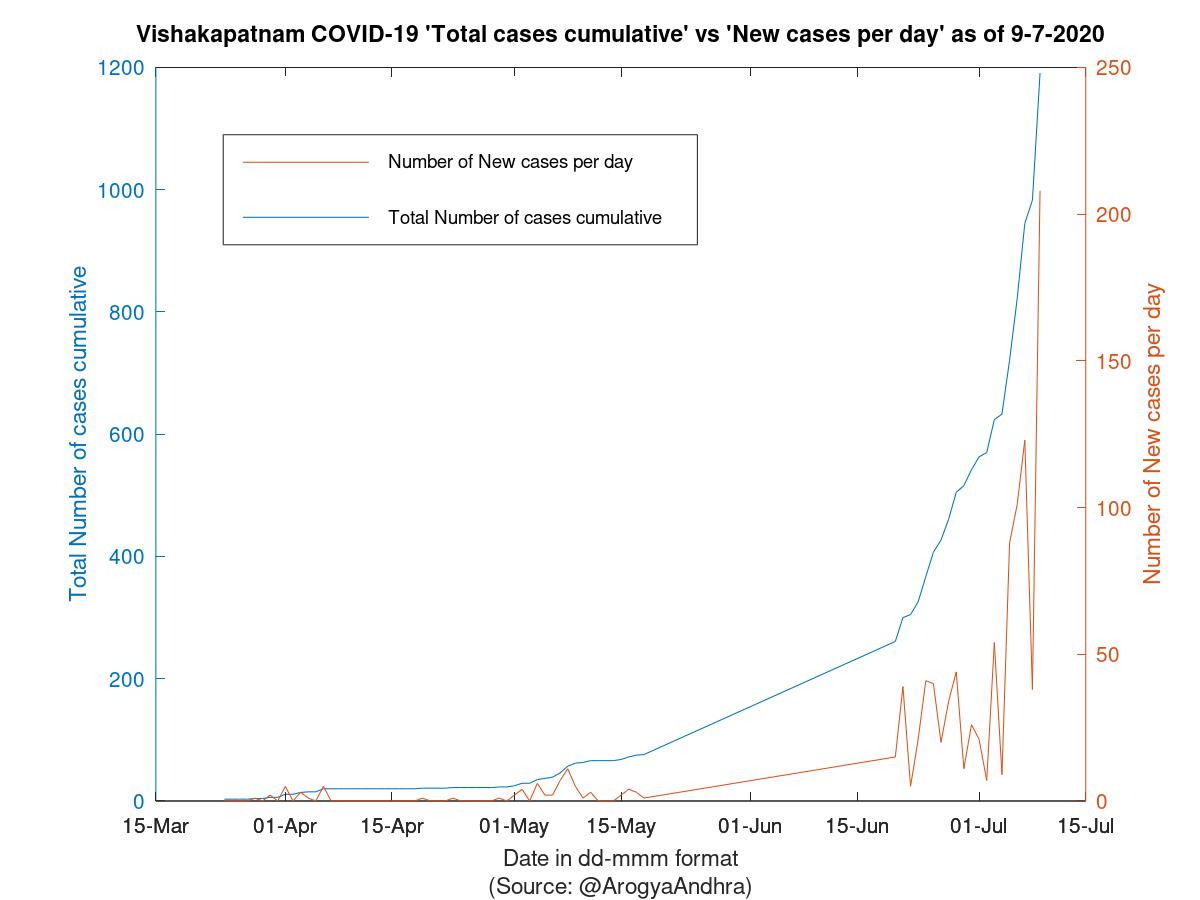 Vishakapatnam COVID-19 'Total cases cumulative' vs 'New cases per day' as of 9-7-2020
1200
1000
800
600
400
200
0
Total Number of cases cumulative
250
200
150
100
50
0
Number of New cases per day
Number of New cases per day
Total Number of cases cumulative
15-Mar 01-Apr 15-Apr 01-May 15-May 01-Jun 15-Jun 01-Jul 15-Jul
Date in dd-mmm format
(Source: @ArogyaAndhra)